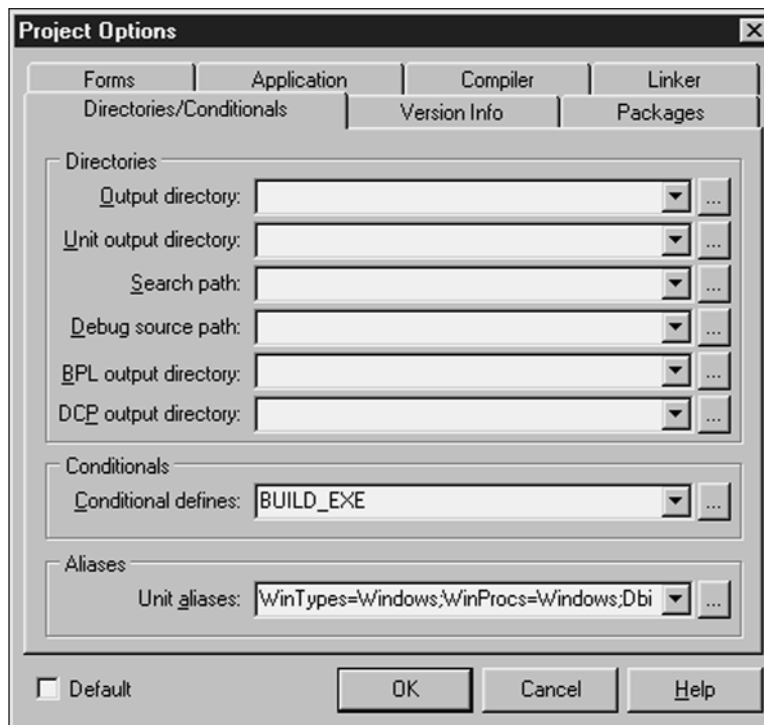 Project Options
Forms Application Compiler Linker
Directories/Conditionals Version Info Packages
Directories
Output directory: ...
Unit output directory: ...
Search path: ...
Debug source path: ...
BPL output directory: ...
DCP output directory: ...
Conditionals
Conditional defines: BUILD_EXE ...
Aliases
Unit aliases: WinTypes=Windows;WinProcs=Windows;Dbi ...
Default OK Cancel Help